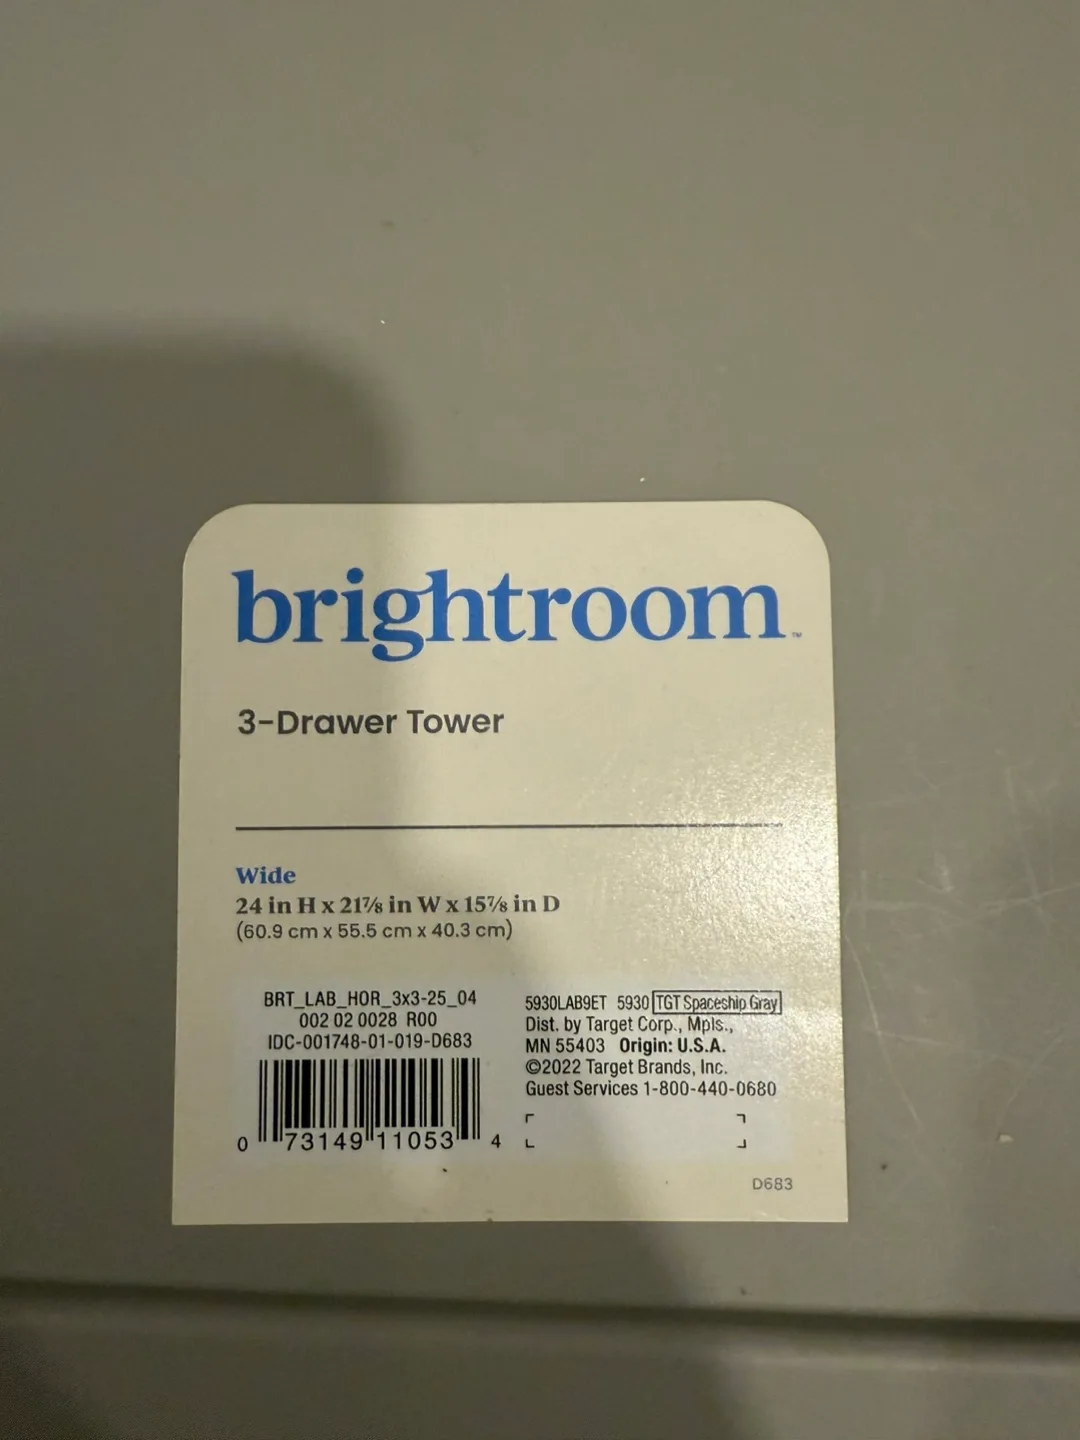 brightroom™
3-Drawer Tower
Wide
24 in H x 21⅞ in W x 15⅞ in D
(60.9 cm x 55.5 cm x 40.3 cm)
BRT_LAB_HOR_3x3-25_04
002 02 0028 R00
IDC-001748-01-019-D683
0 73149 11053 4
5930LAB9ET 5930 TGT Spaceship Gray
Dist. by Target Corp., Mpls.,
MN 55403 Origin: U.S.A.
©2022 Target Brands, Inc.
Guest Services 1-800-440-0680
D683